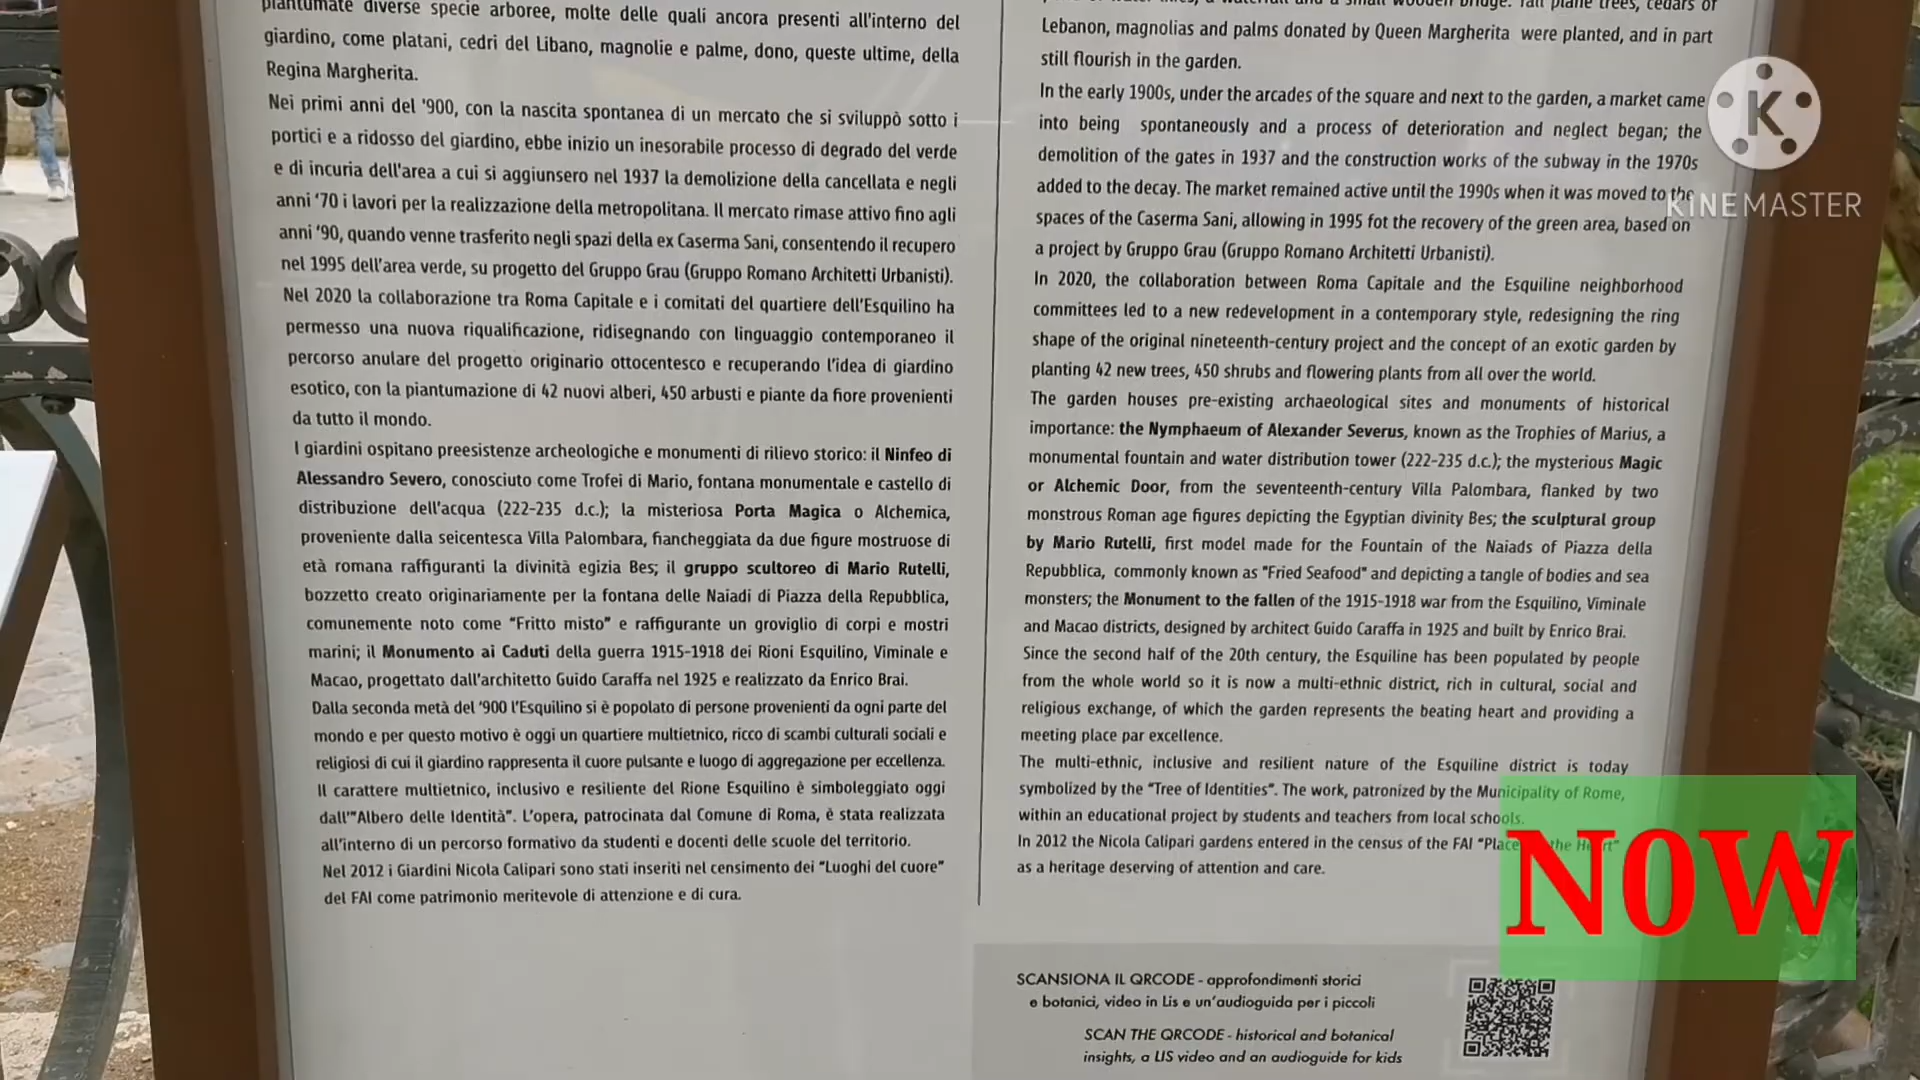 piantumate diverse specie arboree, molte delle quali ancora presenti all'interno del
giardino, come platani, cedri del Libano, magnolie e palme, dono, queste ultime, della
Regina Margherita.
Nei primi anni del '900, con la nascita spontanea di un mercato che si sviluppò sotto i
portici e a ridosso del giardino, ebbe inizio un inesorabile processo di degrado del verde
e di incuria dell'area a cui si aggiunsero nel 1937 la demolizione della cancellata e negli
anni '70 i lavori per la realizzazione della metropolitana. Il mercato rimase attivo fino agli
anni '90, quando venne trasferito negli spazi della ex Caserma Sani, consentendo il recupero
nel 1995 dell'area verde, su progetto del Gruppo Grau (Gruppo Romano Architetti Urbanisti).
Nel 2020 la collaborazione tra Roma Capitale e i comitati del quartiere dell'Esquilino ha
permesso una nuova riqualificazione, ridisegnando con linguaggio contemporaneo il
percorso anulare del progetto originario ottocentesco e recuperando l'idea di giardino
esotico, con la piantumazione di 42 nuovi alberi, 450 arbusti e piante da fiore provenienti
da tutto il mondo.
I giardini ospitano preesistenze archeologiche e monumenti di rilievo storico: il Ninfeo di
Alessandro Severo, conosciuto come Trofei di Mario, fontana monumentale e castello di
distribuzione dell'acqua (222-235 d.c.); la misteriosa Porta Magica o Alchemica,
proveniente dalla seicentesca Villa Palombara, fiancheggiata da due figure mostruose di
età romana raffiguranti la divinità egizia Bes; il gruppo scultoreo di Mario Rutelli,
bozzetto creato originariamente per la fontana delle Naiadi di Piazza della Repubblica,
comunemente noto come "Fritto misto" e raffigurante un groviglio di corpi e mostri
marini; il Monumento ai Caduti della guerra 1915-1918 dei Rioni Esquilino, Viminale e
Macao, progettato dall'architetto Guido Caraffa nel 1925 e realizzato da Enrico Brai.
Dalla seconda metà del '900 l'Esquilino si è popolato di persone provenienti da ogni parte del
mondo e per questo motivo è oggi un quartiere multietnico, ricco di scambi culturali sociali e
religiosi di cui il giardino rappresenta il cuore pulsante e luogo di aggregazione per eccellenza.
Il carattere multietnico, inclusivo e resiliente del Rione Esquilino è simboleggiato oggi
dall'"Albero delle Identità". L'opera, patrocinata dal Comune di Roma, è stata realizzata
all'interno di un percorso formativo da studenti e docenti delle scuole del territorio.
Nel 2012 i Giardini Nicola Calipari sono stati inseriti nel censimento dei "Luoghi del cuore"
del FAI come patrimonio meritevole di attenzione e di cura.
Lebanon, magnolias and palms donated by Queen Margherita were planted, and in part
still flourish in the garden.
In the early 1900s, under the arcades of the square and next to the garden, a market came
into being spontaneously and a process of deterioration and neglect began; the
demolition of the gates in 1937 and the construction works of the subway in the 1970s
added to the decay. The market remained active until the 1990s when it was moved to the
spaces of the Caserma Sani, allowing in 1995 fot the recovery of the green area, based on
a project by Gruppo Grau (Gruppo Romano Architetti Urbanisti).
In 2020, the collaboration between Roma Capitale and the Esquiline neighborhood
committees led to a new redevelopment in a contemporary style, redesigning the ring
shape of the original nineteenth-century project and the concept of an exotic garden by
planting 42 new trees, 450 shrubs and flowering plants from all over the world.
The garden houses pre-existing archaeological sites and monuments of historical
importance: the Nymphaeum of Alexander Severus, known as the Trophies of Marius, a
monumental fountain and water distribution tower (222-235 d.c.); the mysterious Magic
or Alchemic Door, from the seventeenth-century Villa Palombara, flanked by two
monstrous Roman age figures depicting the Egyptian divinity Bes; the sculptural group
by Mario Rutelli, first model made for the Fountain of the Naiads of Piazza della
Repubblica, commonly known as "Fried Seafood" and depicting a tangle of bodies and sea
monsters; the Monument to the fallen of the 1915-1918 war from the Esquilino, Viminale
and Macao districts, designed by architect Guido Caraffa in 1925 and built by Enrico Brai.
Since the second half of the 20th century, the Esquiline has been populated by people
from the whole world so it is now a multi-ethnic district, rich in cultural, social and
religious exchange, of which the garden represents the beating heart and providing a
meeting place par excellence.
The multi-ethnic, inclusive and resilient nature of the Esquiline district is today
symbolized by the "Tree of Identities". The work, patronized by the Municipality of Rome,
within an educational project by students and teachers from local schools.
In 2012 the Nicola Calipari gardens entered in the census of the FAI "Place the Heart"
as a heritage deserving of attention and care.
SCANSIONA IL QRCODE - approfondimenti storici
e botanici, video in Lis e un'audioguida per i piccoli
SCAN THE QRCODE - historical and botanical
insights, a LIS video and an audioguide for kids
K
KINEMASTER
N0W